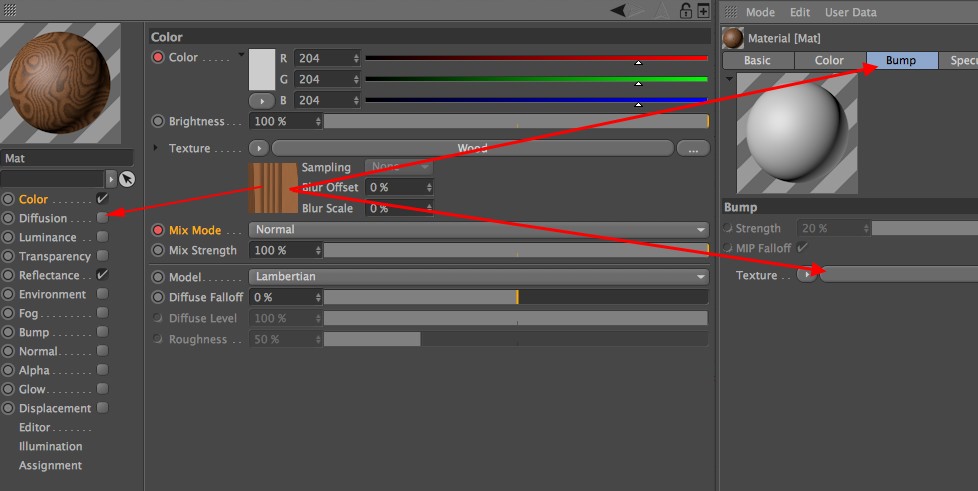 Mat
Color
Diffusion
Luminance
Transparency
Reflectance
Environment
Fog
Bump
Normal
Alpha
Glow
Displacement
Editor
Illumination
Assignment
Color
Color R 204
G 204
B 204
Brightness 100 %
Texture Wood ...
Sampling None
Blur Offset 0 %
Blur Scale 0 %
Mix Mode Normal
Mix Strength 100 %
Model Lambertian
Diffuse Falloff 0 %
Diffuse Level 100 %
Roughness 50 %
Mode Edit User Data
Material [Mat]
Basic Color Bump Specu
Bump
Strength 20 %
MIP Falloff
Texture